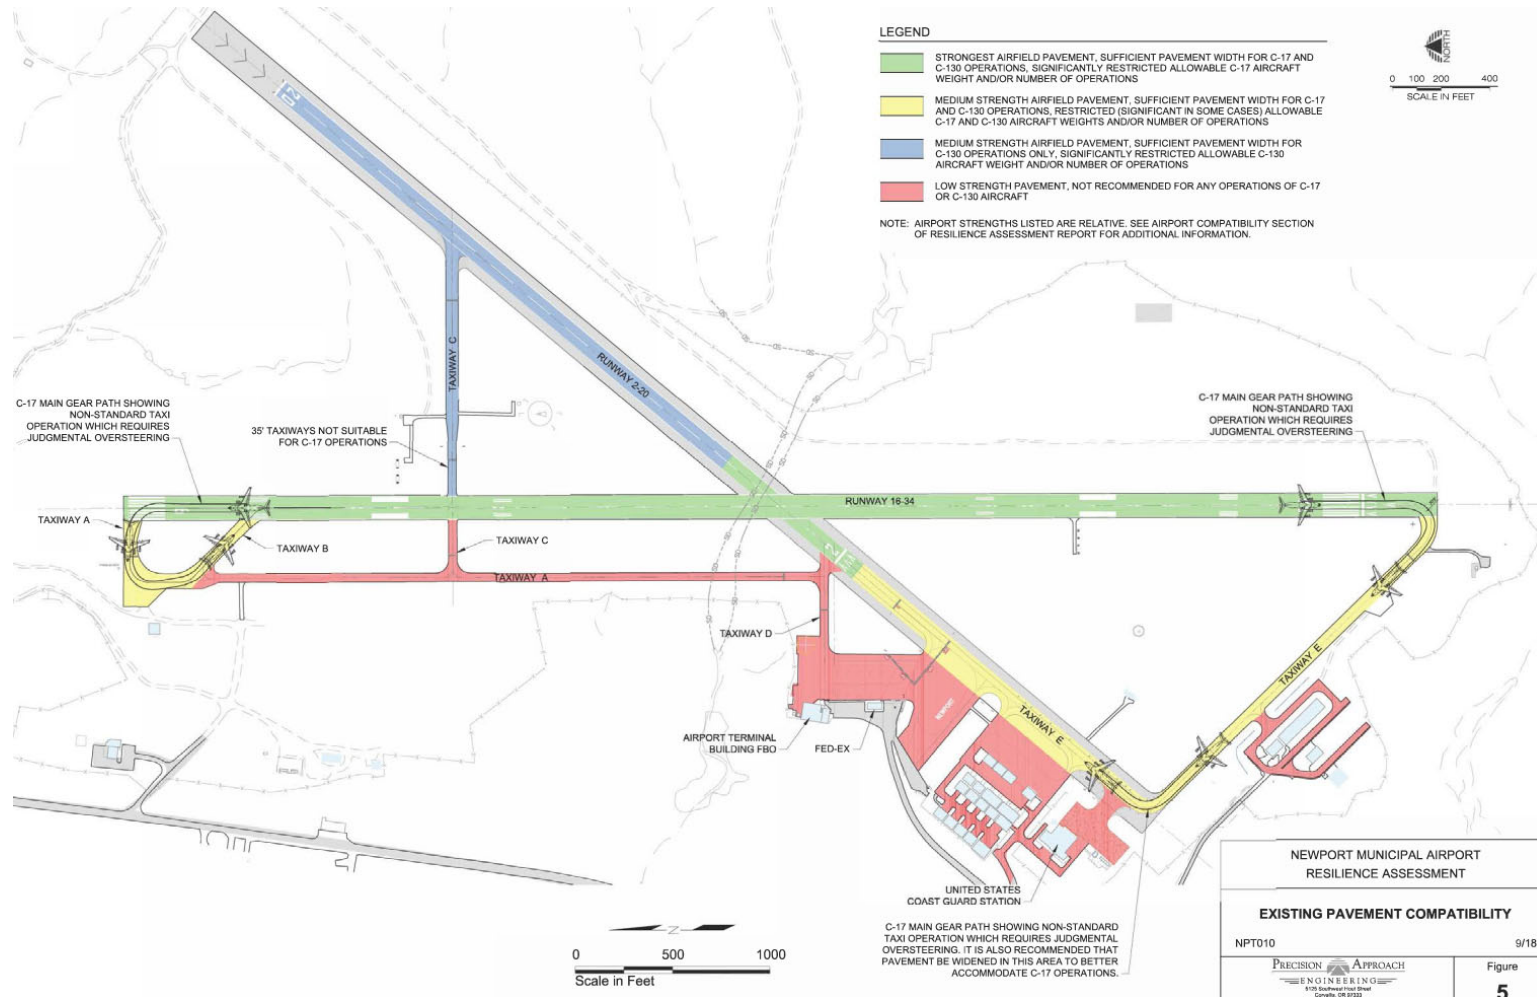 LEGEND
STRONGEST AIRFIELD PAVEMENT, SUFFICIENT PAVEMENT WIDTH FOR C-17 AND
C-130 OPERATIONS, SIGNIFICANTLY RESTRICTED ALLOWABLE C-17 AIRCRAFT
WEIGHT AND/OR NUMBER OF OPERATIONS
MEDIUM STRENGTH AIRFIELD PAVEMENT, SUFFICIENT PAVEMENT WIDTH FOR C-17
AND C-130 OPERATIONS, RESTRICTED (SIGNIFICANT IN SOME CASES) ALLOWABLE
C-17 AND C-130 AIRCRAFT WEIGHTS AND/OR NUMBER OF OPERATIONS
MEDIUM STRENGTH AIRFIELD PAVEMENT, SUFFICIENT PAVEMENT WIDTH FOR
C-130 OPERATIONS ONLY, SIGNIFICANTLY RESTRICTED ALLOWABLE C-130
AIRCRAFT WEIGHT AND/OR NUMBER OF OPERATIONS
LOW STRENGTH PAVEMENT, NOT RECOMMENDED FOR ANY OPERATIONS OF C-17
OR C-130 AIRCRAFT
NOTE: AIRPORT STRENGTHS LISTED ARE RELATIVE. SEE AIRPORT COMPATIBILITY SECTION
OF RESILIENCE ASSESSMENT REPORT FOR ADDITIONAL INFORMATION.
NORTH
0 100 200 400
SCALE IN FEET
20
TAXIWAY C
RUNWAY 2-20
C-17 MAIN GEAR PATH SHOWING
NON-STANDARD TAXI
OPERATION WHICH REQUIRES
JUDGMENTAL OVERSTEERING
35' TAXIWAYS NOT SUITABLE
FOR C-17 OPERATIONS
C-17 MAIN GEAR PATH SHOWING
NON-STANDARD TAXI
OPERATION WHICH REQUIRES
JUDGMENTAL OVERSTEERING
RUNWAY 16-34
TAXIWAY A
TAXIWAY B
TAXIWAY C
TAXIWAY A
2
TAXIWAY D
TAXIWAY E
TAXIWAY E
NEWPORT
AIRPORT TERMINAL
BUILDING FBO
FED-EX
UNITED STATES
COAST GUARD STATION
C-17 MAIN GEAR PATH SHOWING NON-STANDARD
TAXI OPERATION WHICH REQUIRES JUDGMENTAL
OVERSTEERING. IT IS ALSO RECOMMENDED THAT
PAVEMENT BE WIDENED IN THIS AREA TO BETTER
ACCOMMODATE C-17 OPERATIONS.
N
0 500 1000
Scale in Feet
NEWPORT MUNICIPAL AIRPORT
RESILIENCE ASSESSMENT
EXISTING PAVEMENT COMPATIBILITY
NPT010 9/18
PRECISION APPROACH
ENGINEERING
Figure
5